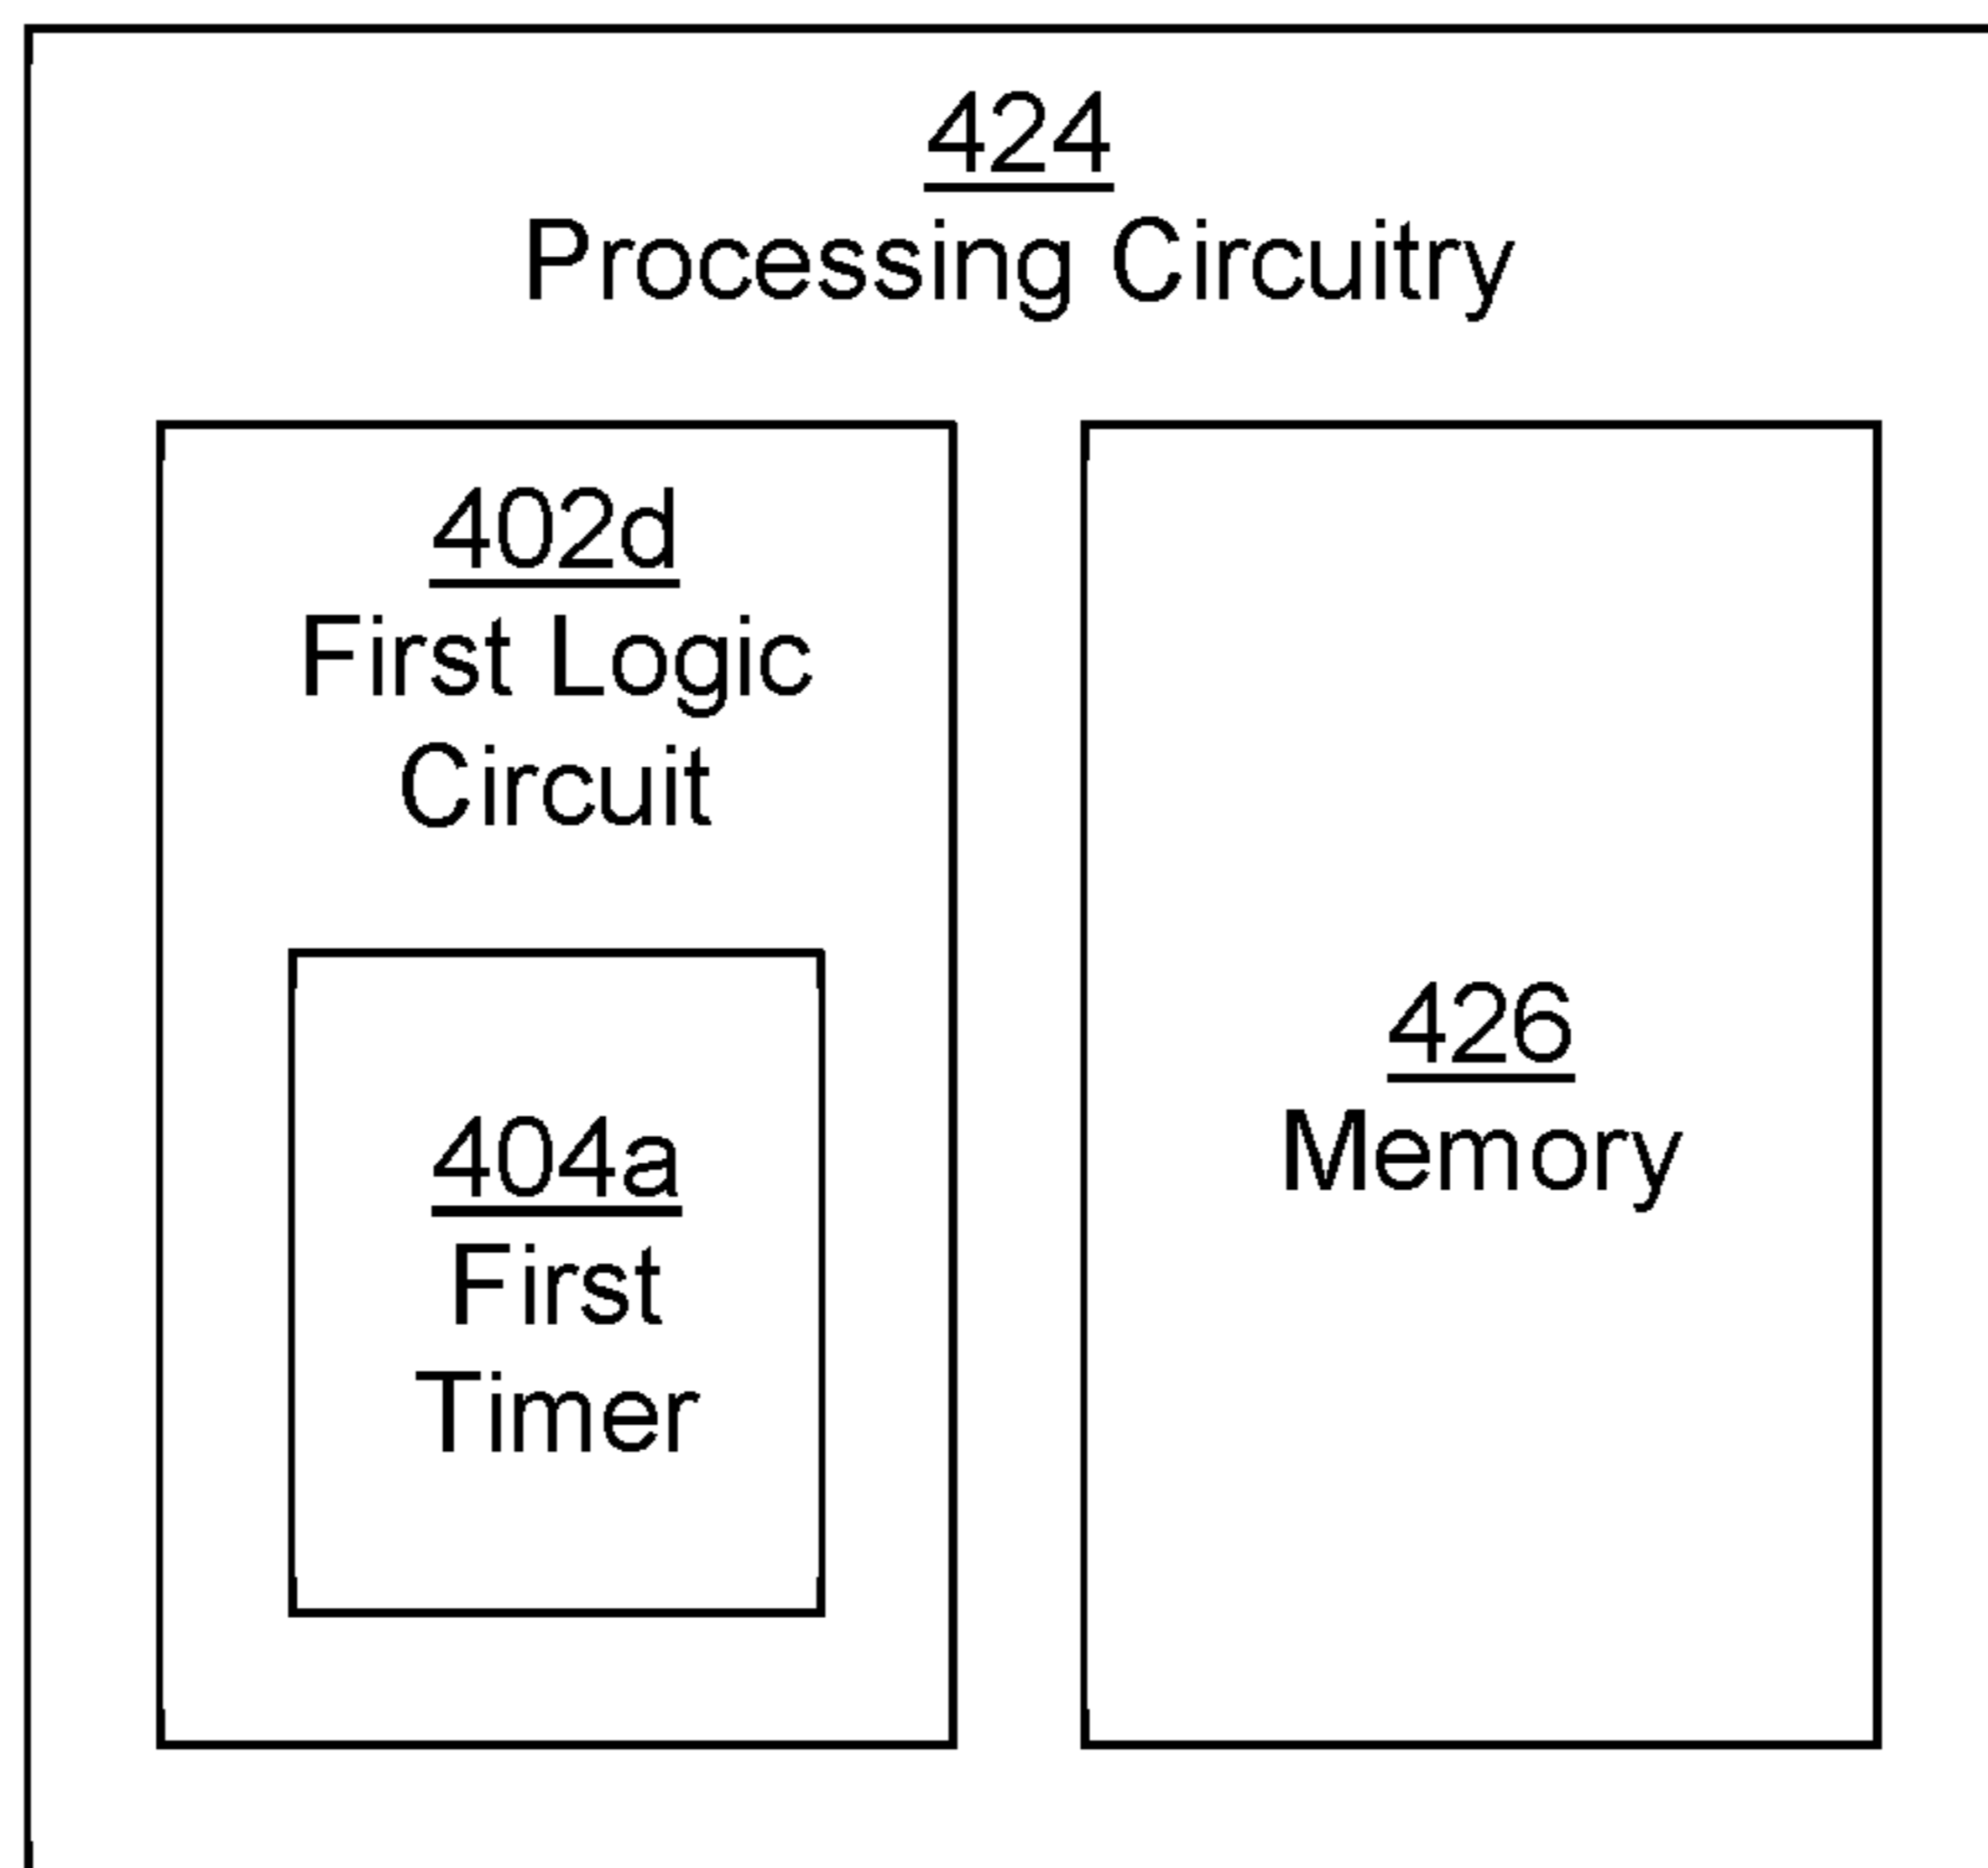 424
Processing Circuitry
402d
First Logic
Circuit
404a
First
Timer
426
Memory